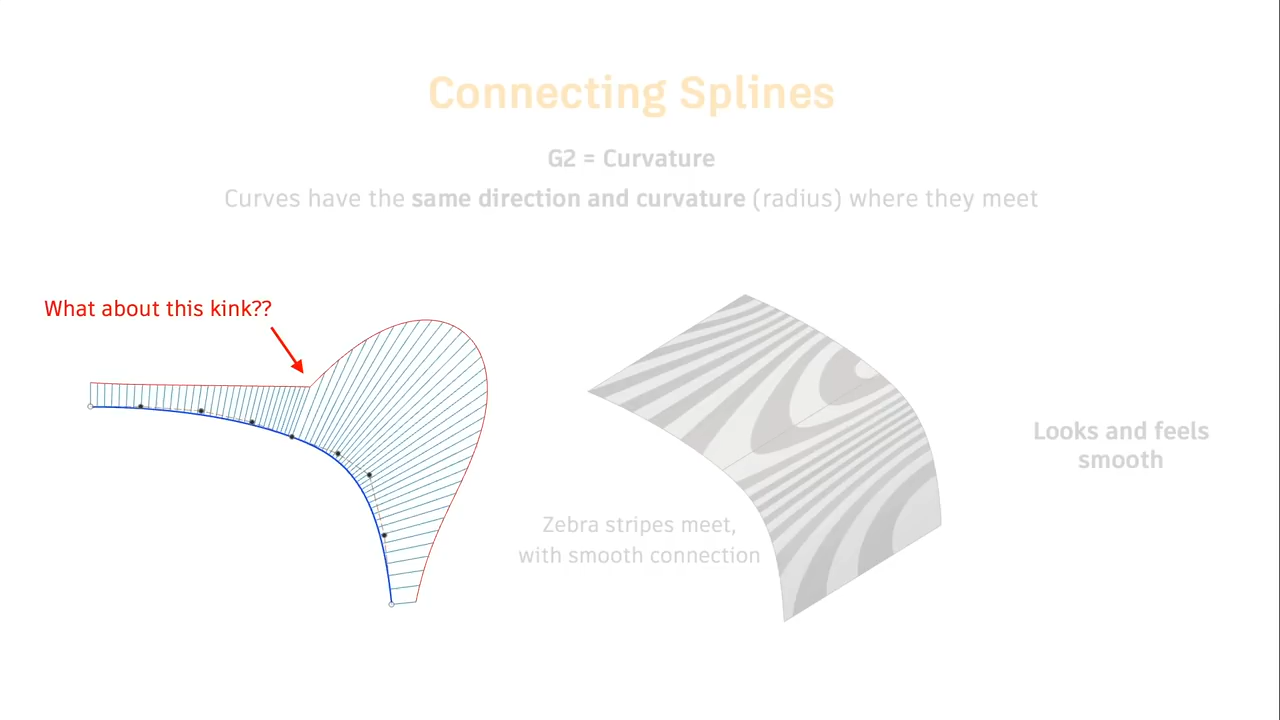 Connecting Splines
G2 = Curvature
Curves have the same direction and curvature (radius) where they meet
What about this kink??
Looks and feels
smooth
Zebra stripes meet,
with smooth connection